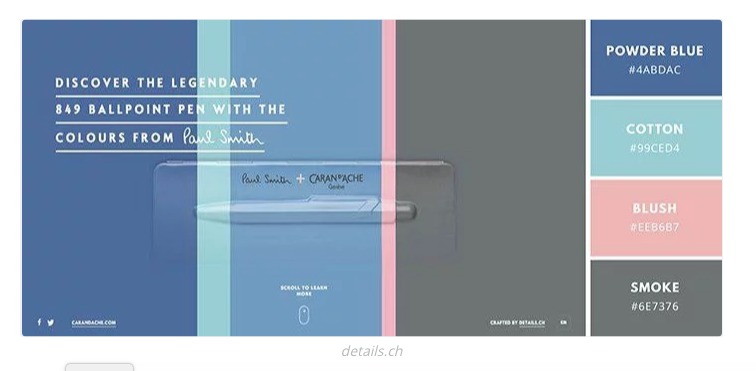 DISCOVER THE LEGENDARY
849 BALLPOINT PEN WITH THE
COLOURS FROM Paul Smith
Paul Smith + CARAN D'ACHE
Genève
SCROLL TO LEARN
MORE
CARANDACHE.COM
CRAFTED BY DETAILS.CH
EN
POWDER BLUE
#4ABDAC
COTTON
#99CED4
BLUSH
#EEB6B7
SMOKE
#6E7376
details.ch